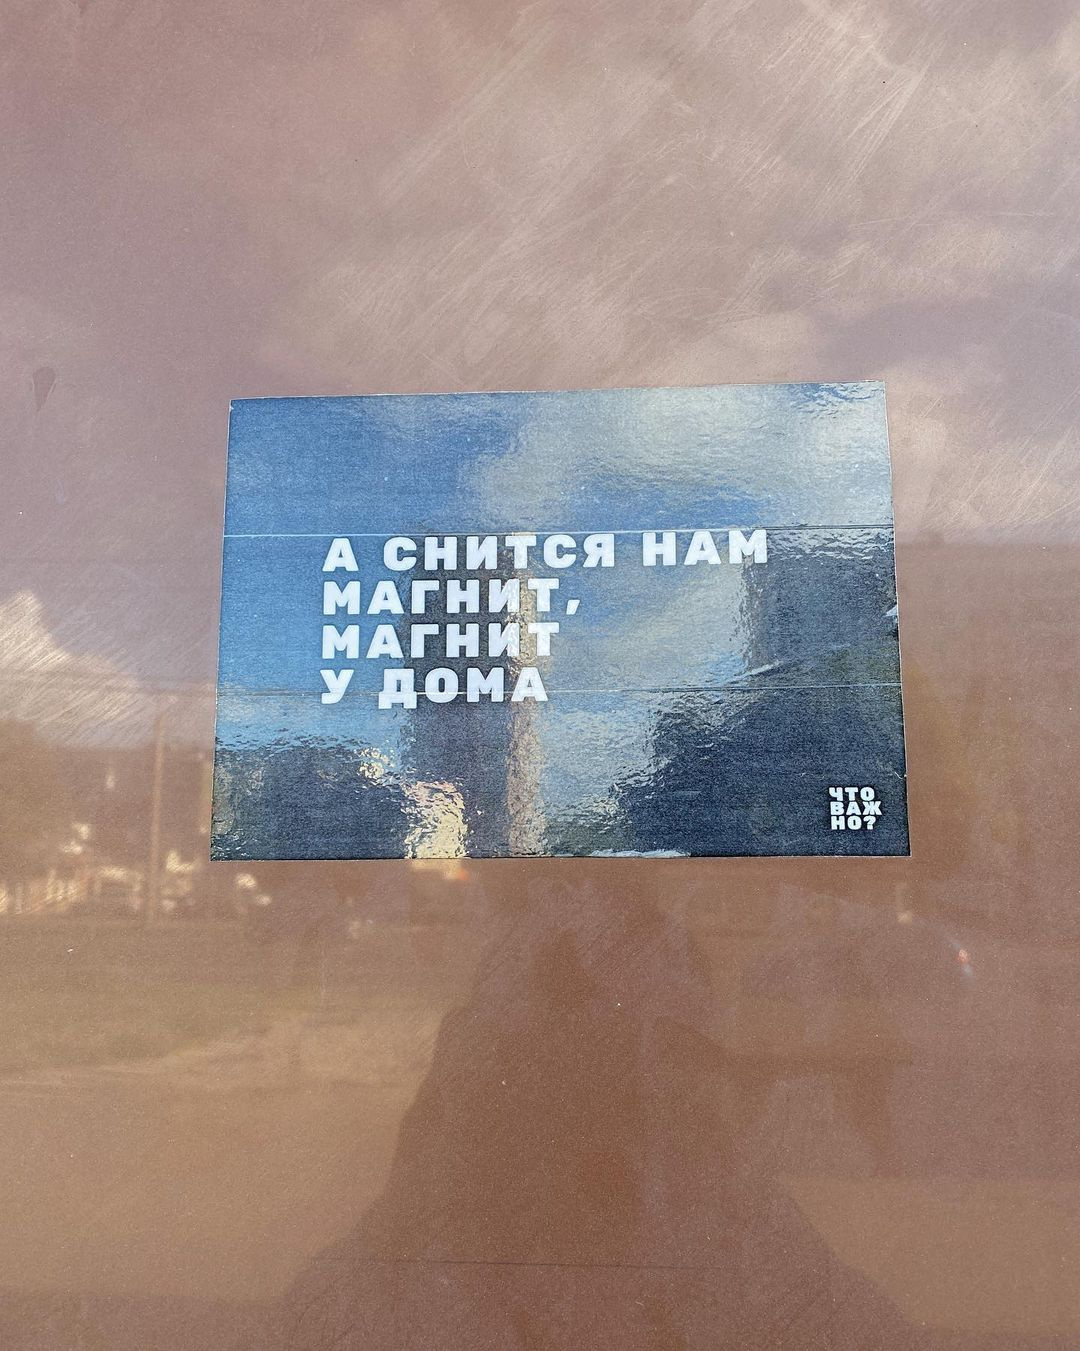 А СНИТСЯ НАМ
МАГНИТ,
МАГНИТ
У ДОМА
ЧТО
ВАЖ
НО?